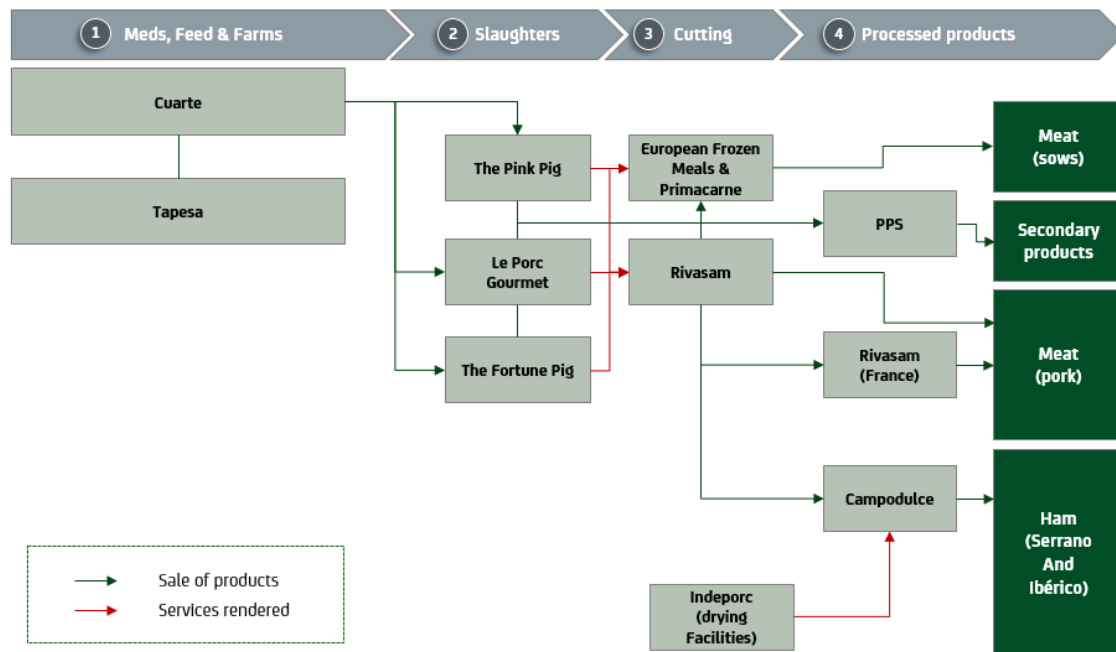 1 Meds, Feed & Farms
2 Slaughters
3 Cutting
4 Processed products
Cuarte
Tapesa
The Pink Pig
Le Porc
Gourmet
The Fortune Pig
European Frozen
Meals &
Primacarne
Rivasam
PPS
Rivasam
(France)
Campodulce
Indeporc
(drying
Facilities)
Meat
(sows)
Secondary
products
Meat
(pork)
Ham
(Serrano
And
Ibérico)
Sale of products
Services rendered